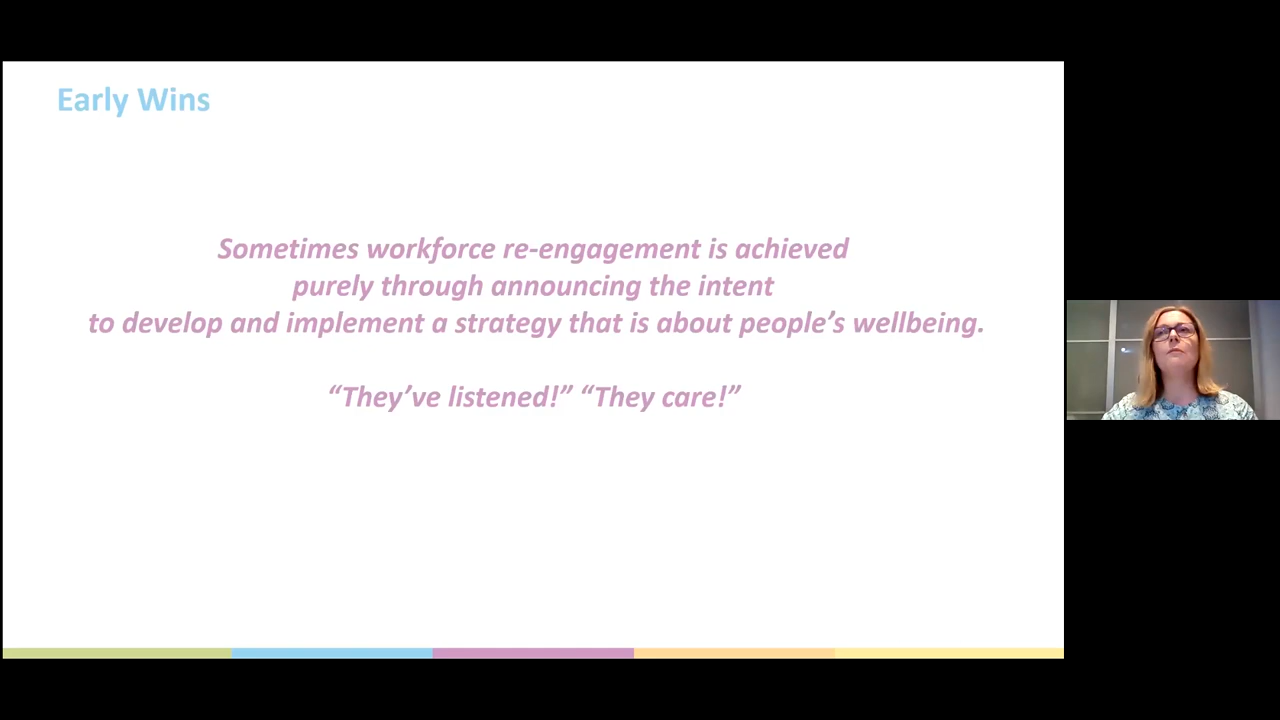 Early Wins
Sometimes workforce re-engagement is achieved
purely through announcing the intent
to develop and implement a strategy that is about people’s wellbeing.
“They’ve listened!” “They care!”